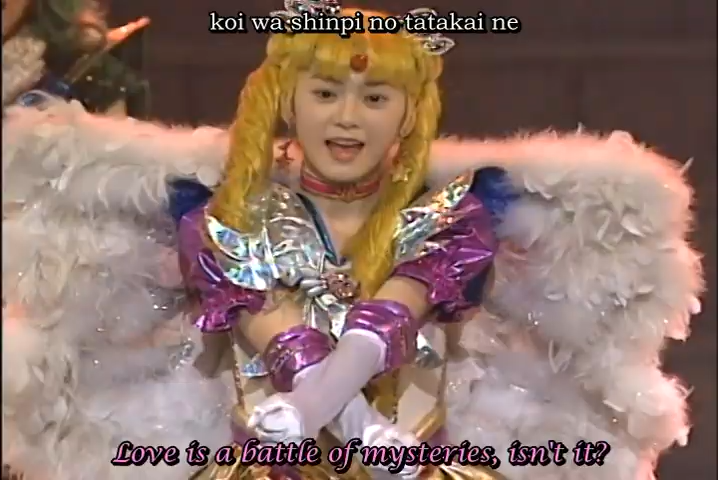 koi wa shinpi no tatakai ne
Love is a battle of mysteries, isn't it?